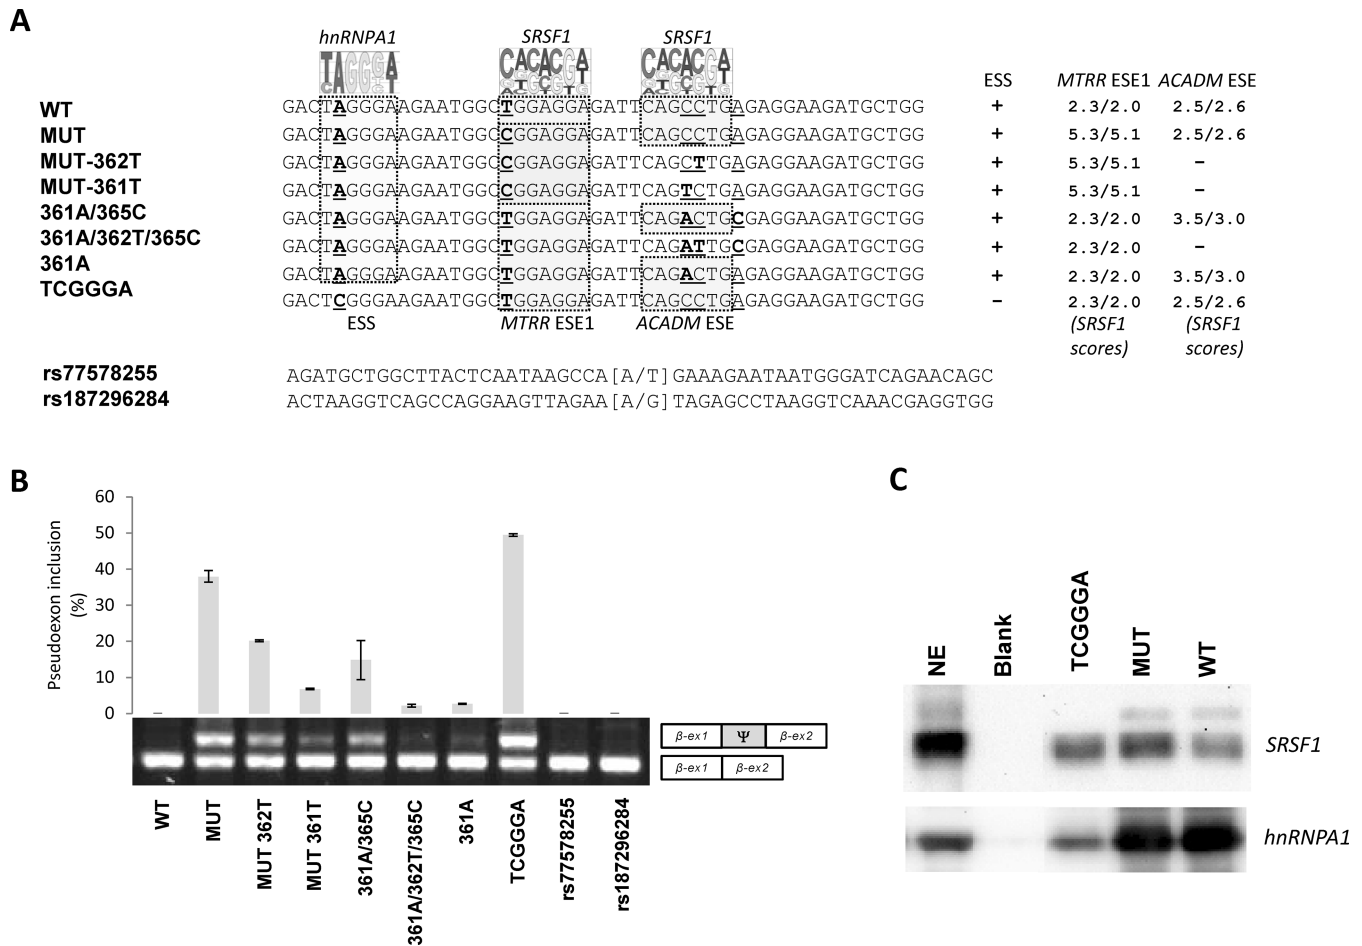 A
hnRNPA1 SRSF1 SRSF1
ESS MTRR ESE1 ACADM ESE
WT GACTAGGGAAGAATGGCTGGAGGAGATTCAGCCTGAGAGGAAGATGCTGG + 2.3/2.0 2.5/2.6
MUT GACTAGGGAAGAATGGCCGGAGGAGATTCAGCCTGAGAGGAAGATGCTGG + 5.3/5.1 2.5/2.6
MUT-362T GACTAGGGAAGAATGGCCGGAGGAGATTCAGCTTGAGAGGAAGATGCTGG + 5.3/5.1 –
MUT-361T GACTAGGGAAGAATGGCCGGAGGAGATTCAGTCTGAGAGGAAGATGCTGG + 5.3/5.1 –
361A/365C GACTAGGGAAGAATGGCTGGAGGAGATTCAGACTGCGAGGAAGATGCTGG + 2.3/2.0 3.5/3.0
361A/362T/365C GACTAGGGAAGAATGGCTGGAGGAGATTCAGATTGCGAGGAAGATGCTGG + 2.3/2.0 –
361A GACTAGGGAAGAATGGCTGGAGGAGATTCAGACTGAGAGGAAGATGCTGG + 2.3/2.0 3.5/3.0
TCGGGA GACTCGGGAAGAATGGCTGGAGGAGATTCAGCCTGAGAGGAAGATGCTGG – 2.3/2.0 2.5/2.6
ESS MTRR ESE1 ACADM ESE (SRSF1 (SRSF1
scores) scores)
rs77578255 AGATGCTGGCTTACTCAATAAGCCA[A/T]GAAAGAATAATGGGATCAGAACAGC
rs187296284 ACTAAGGTCAGCCAGGAAGTTAGAA[A/G]TAGAGCCTAAGGTCAAACGAGGTGG
B
Pseudoexon inclusion
(%)
60
50
40
30
20
10
0
β-ex1 Ψ β-ex2
β-ex1 β-ex2
WT MUT MUT 362T MUT 361T 361A/365C 361A/362T/365C 361A TCGGGA rs77578255 rs187296284
C
NE Blank TCGGGA MUT WT
SRSF1
hnRNPA1